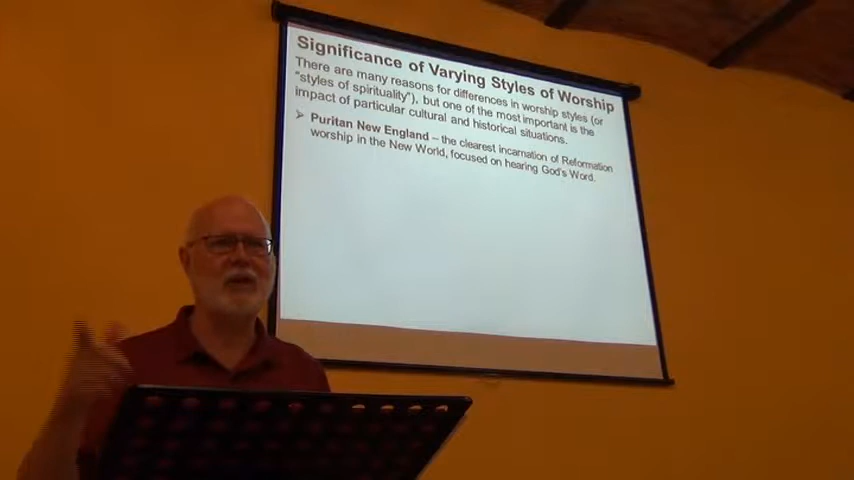 Significance of Varying Styles of Worship
There are many reasons for differences in worship styles (or
"styles of spirituality"), but one of the most important is the
impact of particular cultural and historical situations.
➢ Puritan New England – the clearest incarnation of Reformation
worship in the New World, focused on hearing God's Word.